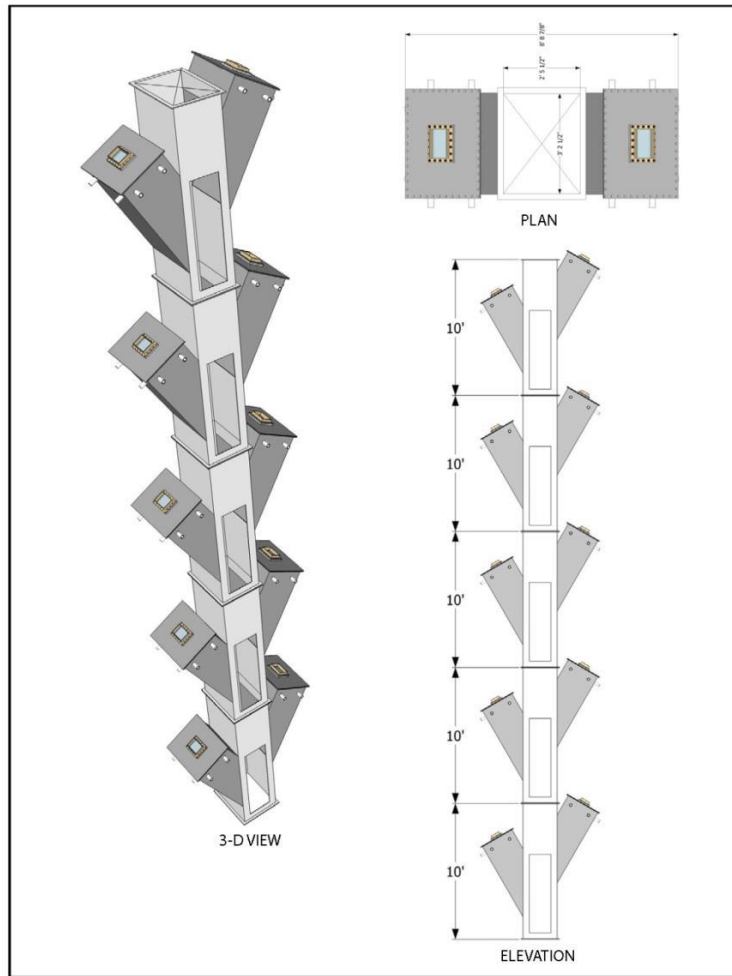 8' 8 7/8"
2' 5 1/2"
3' 2 1/2"
PLAN
10'
10'
10'
10'
10'
3-D VIEW
ELEVATION